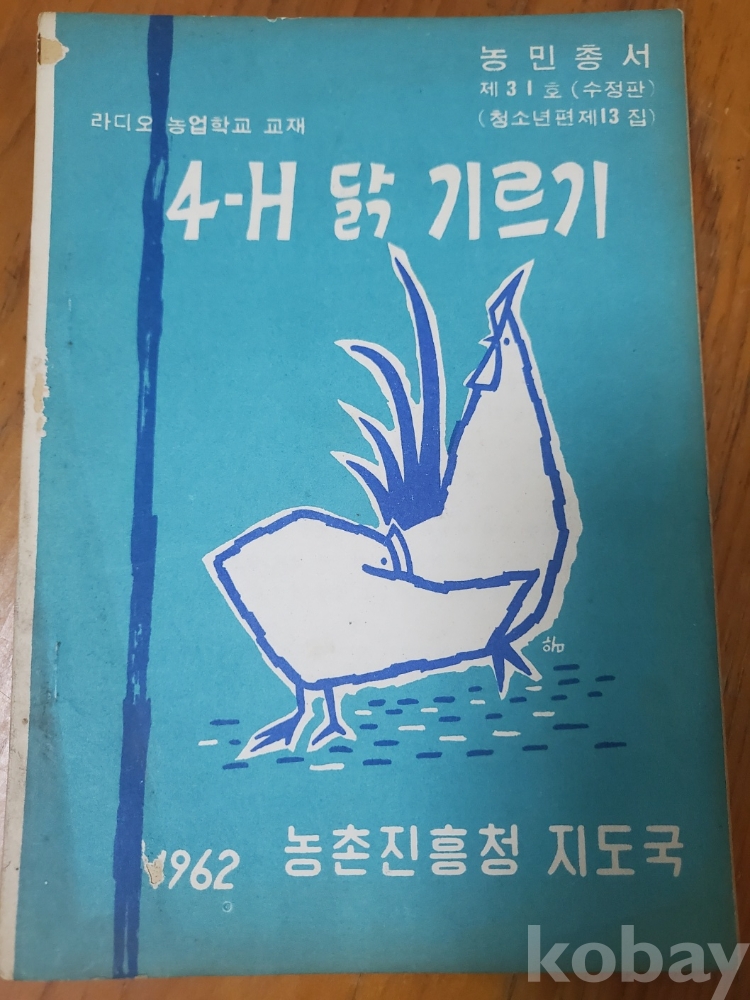 농민총서
제31호(수정판)
(청소년편제13집)
라디오 농업학교 교재
4-H 닭 기르기
1962 농촌진흥청 지도국
kobay